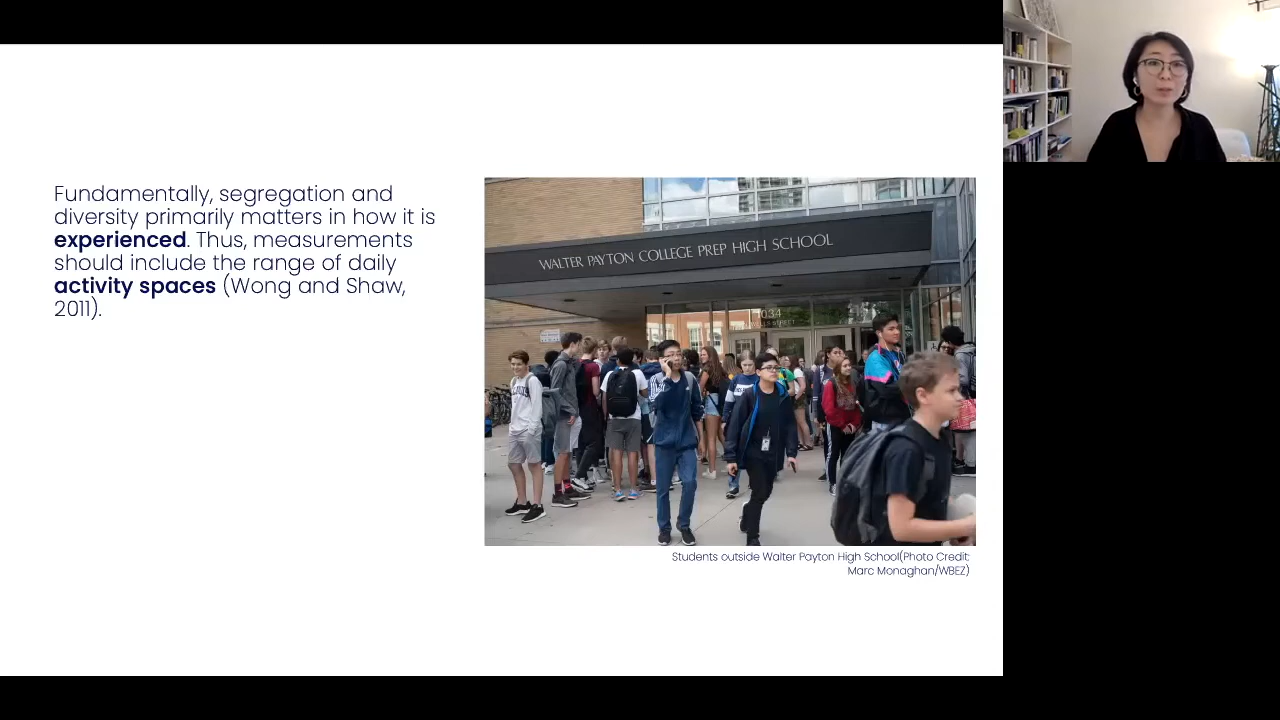 Fundamentally, segregation and
diversity primarily matters in how it is
experienced. Thus, measurements
should include the range of daily
activity spaces (Wong and Shaw,
2011).
WALTER PAYTON COLLEGE PREP HIGH SCHOOL
1034
Students outside Walter Payton High School(Photo Credit:
Marc Monaghan/WBEZ)